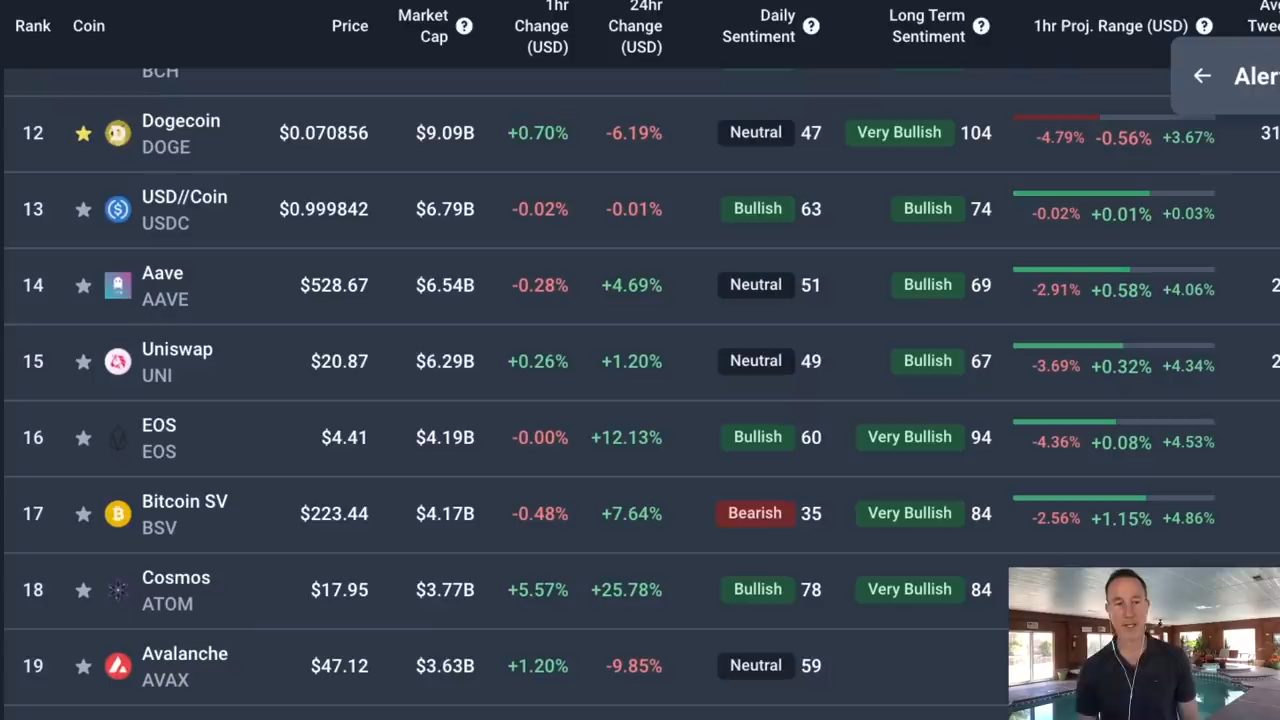 Rank Coin Price Market Cap ? 1hr Change (USD) 24hr Change (USD) Daily Sentiment ? Long Term Sentiment ? 1hr Proj. Range (USD) ?
← Aler
BCH
12 Dogecoin DOGE $0.070856 $9.09B +0.70% -6.19% Neutral 47 Very Bullish 104 -4.79% -0.56% +3.67% 31
13 USD//Coin USDC $0.999842 $6.79B -0.02% -0.01% Bullish 63 Bullish 74 -0.02% +0.01% +0.03%
14 Aave AAVE $528.67 $6.54B -0.28% +4.69% Neutral 51 Bullish 69 -2.91% +0.58% +4.06% 2
15 Uniswap UNI $20.87 $6.29B +0.26% +1.20% Neutral 49 Bullish 67 -3.69% +0.32% +4.34% 2
16 EOS EOS $4.41 $4.19B -0.00% +12.13% Bullish 60 Very Bullish 94 -4.36% +0.08% +4.53%
17 Bitcoin SV BSV $223.44 $4.17B -0.48% +7.64% Bearish 35 Very Bullish 84 -2.56% +1.15% +4.86%
18 Cosmos ATOM $17.95 $3.77B +5.57% +25.78% Bullish 78 Very Bullish 84
19 Avalanche AVAX $47.12 $3.63B +1.20% -9.85% Neutral 59